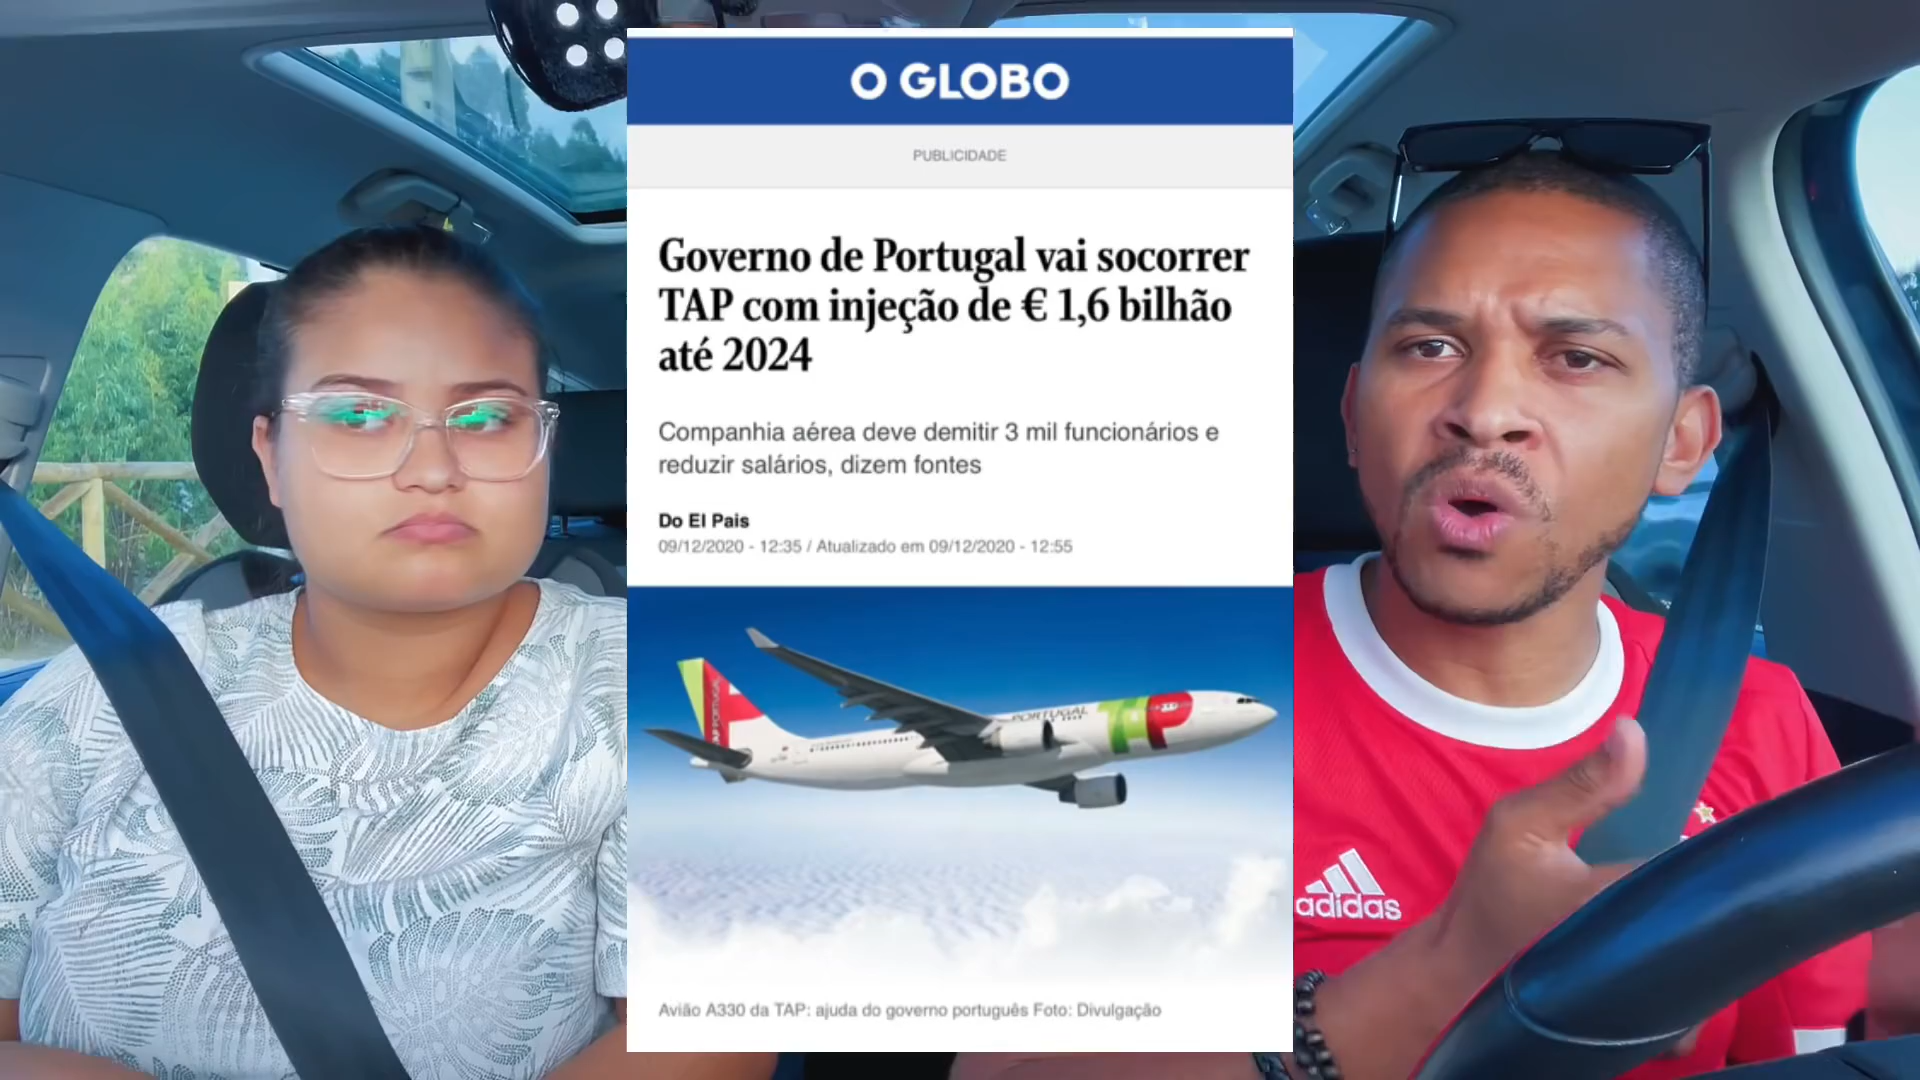 O GLOBO
PUBLICIDADE
Governo de Portugal vai socorrer
TAP com injeção de € 1,6 bilhão
até 2024
Companhia aérea deve demitir 3 mil funcionários e
reduzir salários, dizem fontes
Do El Pais
09/12/2020 - 12:35 / Atualizado em 09/12/2020 - 12:55
TAP PORTUGAL
PORTUGAL
TP
Avião A330 da TAP: ajuda do governo português Foto: Divulgação
adidas